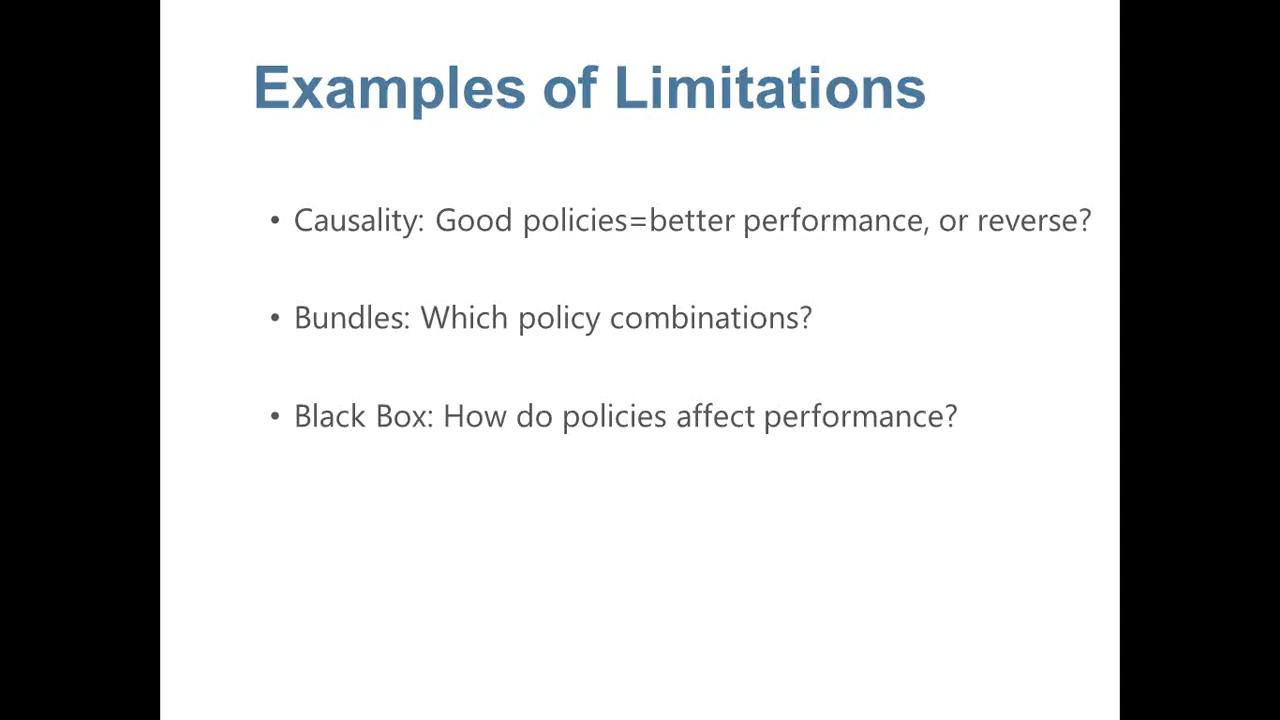 Examples of Limitations
• Causality: Good policies=better performance, or reverse?
• Bundles: Which policy combinations?
• Black Box: How do policies affect performance?